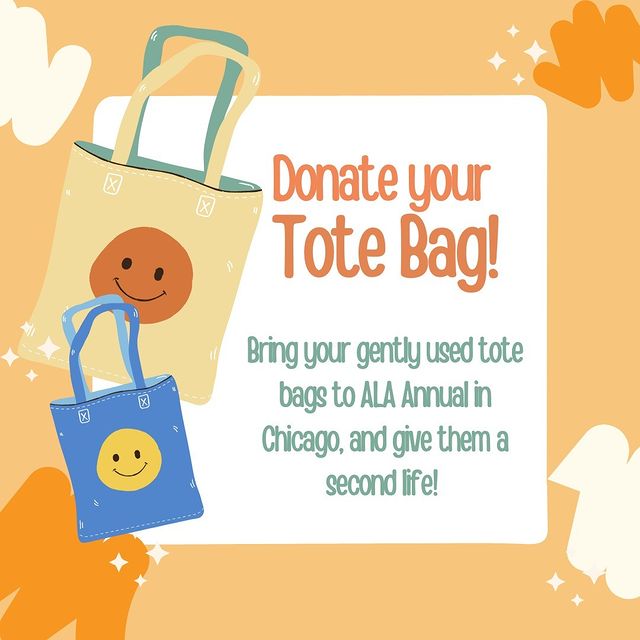 Donate your
Tote Bag!
Bring your gently used tote
bags to ALA Annual in
Chicago, and give them a
second life!